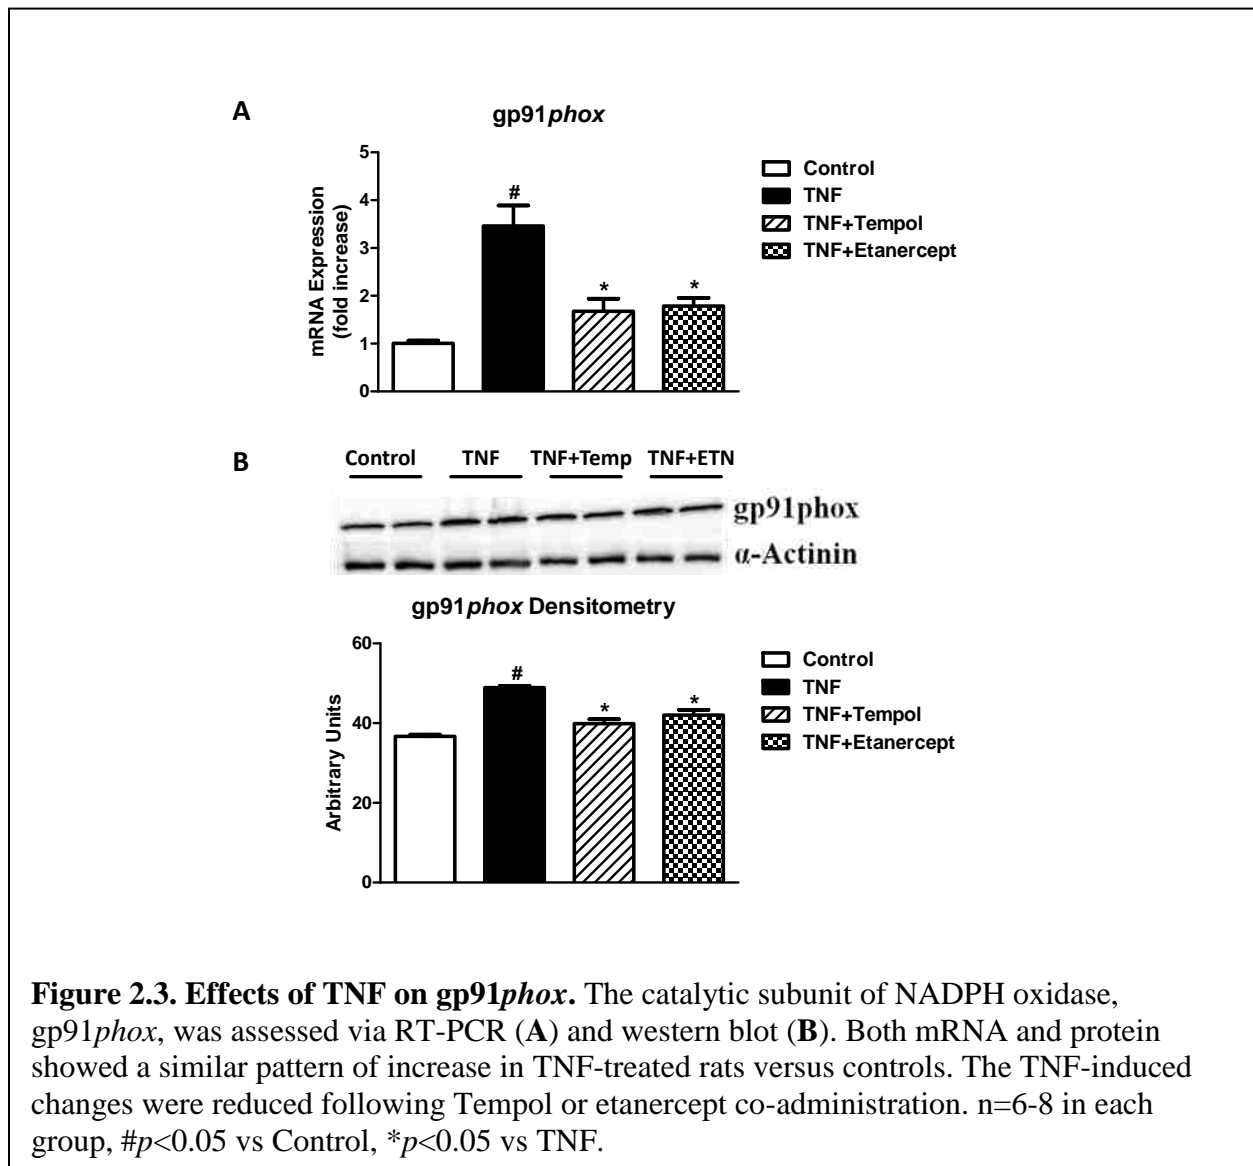 A
gp91phox
mRNA Expression
(fold increase)
5
4
3
2
1
0
#
*
*
Control
TNF
TNF+Tempol
TNF+Etanercept
B
Control TNF TNF+Temp TNF+ETN
gp91phox
α-Actinin
gp91phox Densitometry
Arbitrary Units
60
40
20
0
#
*
*
Control
TNF
TNF+Tempol
TNF+Etanercept
Figure 2.3. Effects of TNF on gp91phox. The catalytic subunit of NADPH oxidase,
gp91phox, was assessed via RT-PCR (A) and western blot (B). Both mRNA and protein
showed a similar pattern of increase in TNF-treated rats versus controls. The TNF-induced
changes were reduced following Tempol or etanercept co-administration. n=6-8 in each
group, #p<0.05 vs Control, *p<0.05 vs TNF.